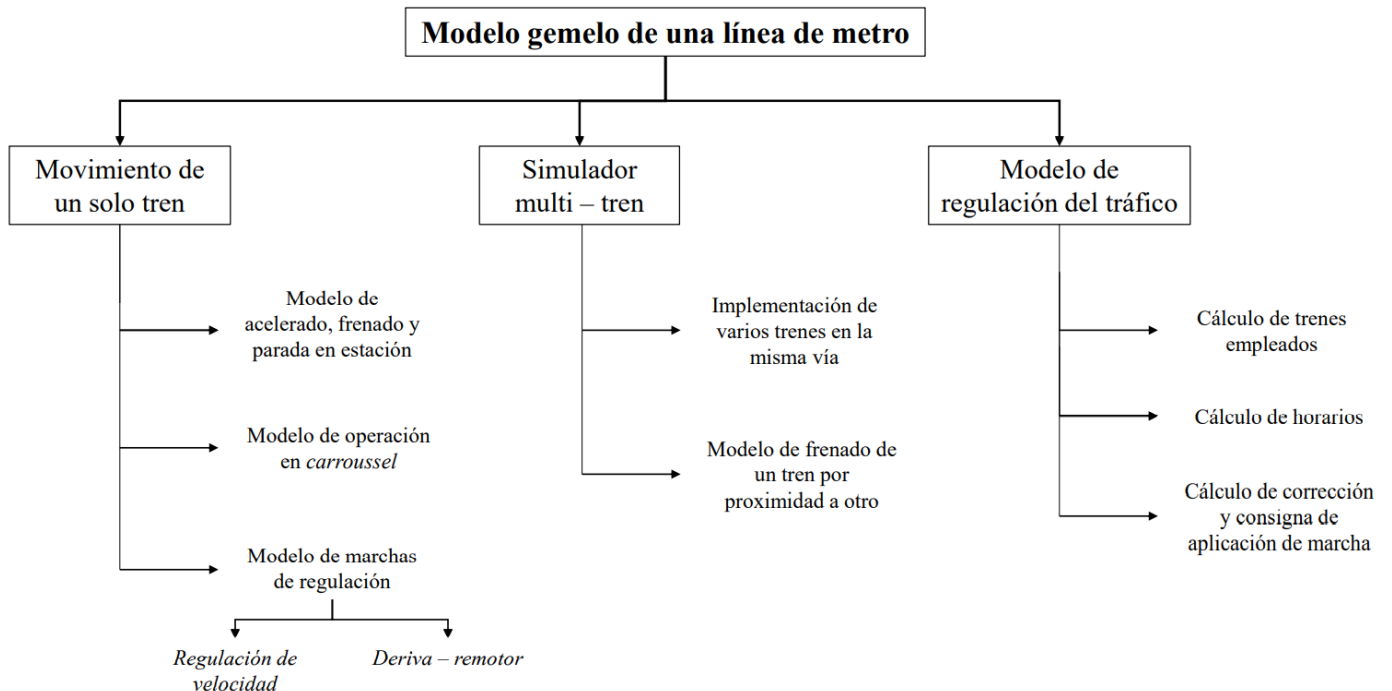 Modelo gemelo de una línea de metro
Movimiento de
un solo tren
Modelo de
acelerado, frenado y
parada en estación
Modelo de operación
en carroussel
Modelo de marchas
de regulación
Regulación de
velocidad
Deriva – remotor
Simulador
multi – tren
Implementación de
varios trenes en la
misma vía
Modelo de frenado de
un tren por
proximidad a otro
Modelo de
regulación del tráfico
Cálculo de trenes
empleados
Cálculo de horarios
Cálculo de corrección
y consigna de
aplicación de marcha